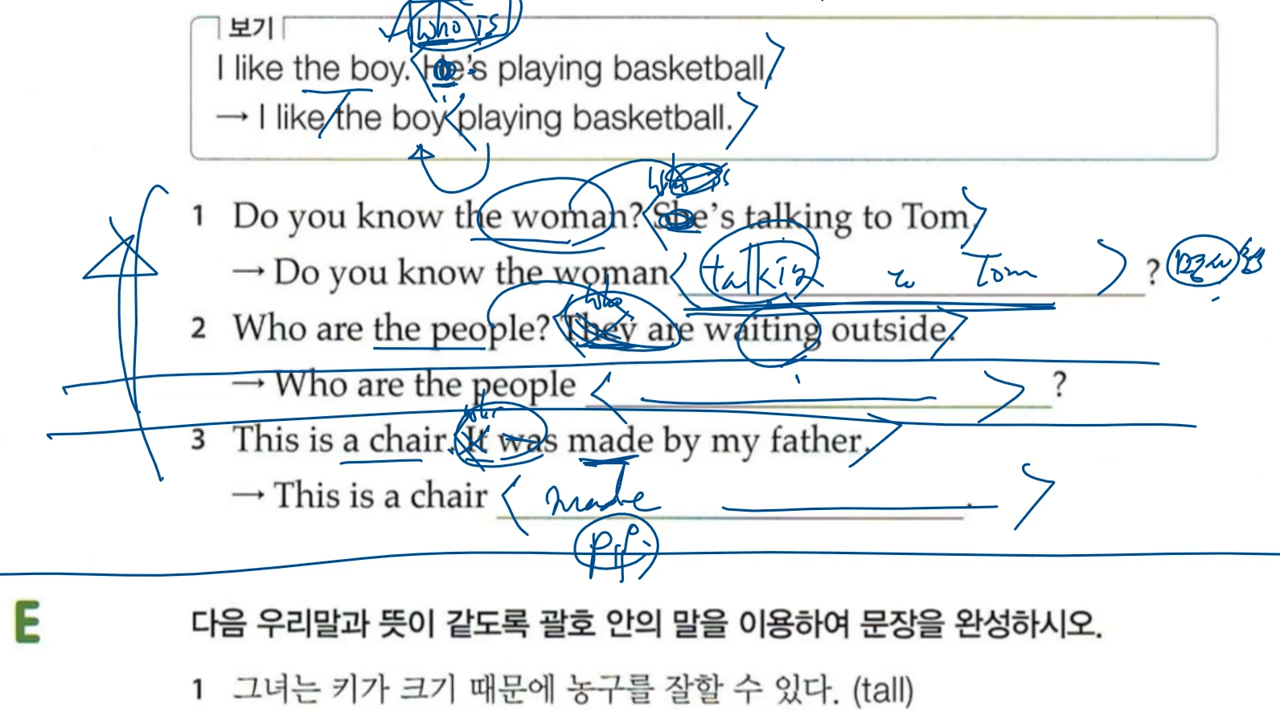 보기
who is
I like the boy. He's playing basketball.
→ I like the boy playing basketball.
who is
1 Do you know the woman? She's talking to Tom.
→ Do you know the woman talkig to Tom ?
who
2 Who are the people? They are waiting outside.
→ Who are the people ?
3 This is a chair. It was made by my father.
→ This is a chair made .
p.p.
E 다음 우리말과 뜻이 같도록 괄호 안의 말을 이용하여 문장을 완성하시오.
1 그녀는 키가 크기 때문에 농구를 잘할 수 있다. (tall)